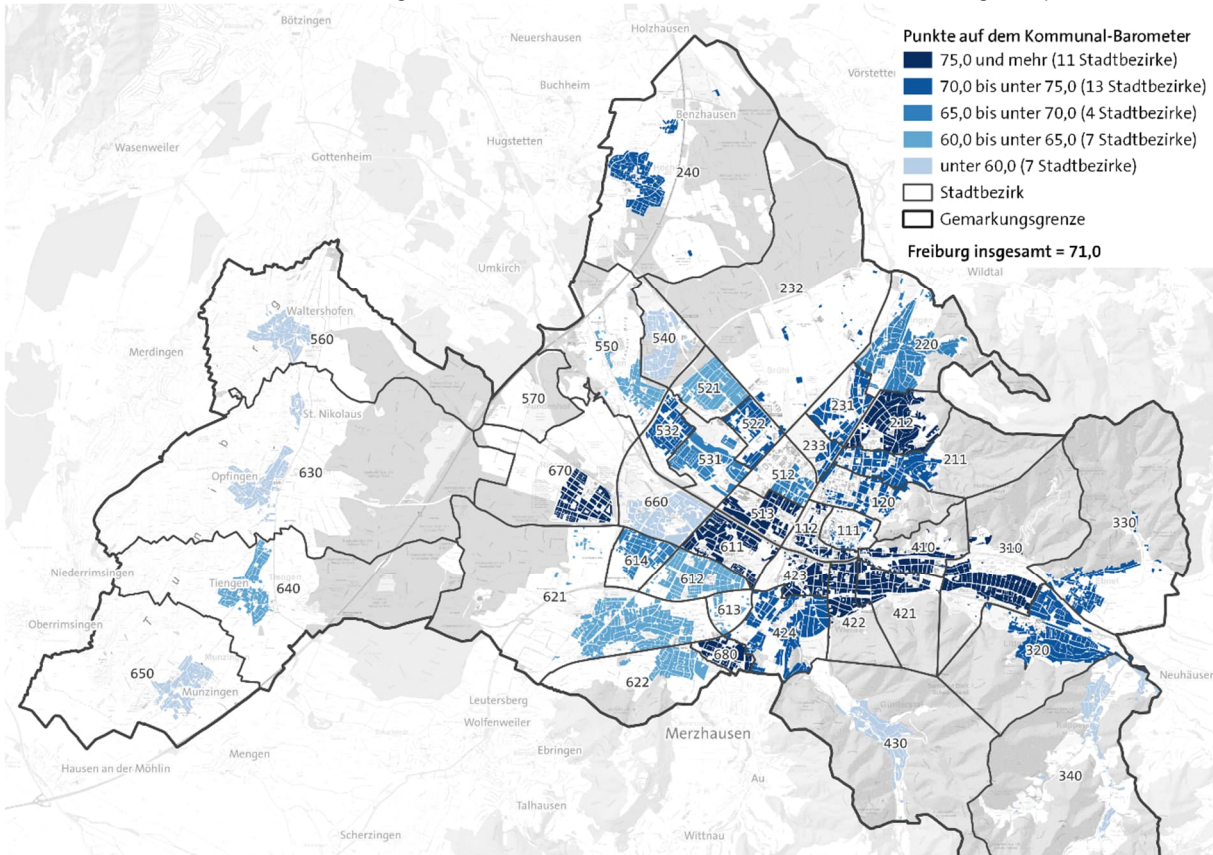 Bötzingen
Holzhausen
Neuershausen
Punkte auf dem Kommunal-Barometer
75,0 und mehr (11 Stadtbezirke)
70,0 bis unter 75,0 (13 Stadtbezirke)
65,0 bis unter 70,0 (4 Stadtbezirke)
60,0 bis unter 65,0 (7 Stadtbezirke)
unter 60,0 (7 Stadtbezirke)
Stadtbezirk
Gemarkungsgrenze
Freiburg insgesamt = 71,0
Vörstetten
Buchheim
Benzhausen
Wasenweiler
Hugstetten
Gottenheim
240
Umkirch
Wildtal
232
Waltershofen
560
Merdingen
550
540
220
570
521
St. Nikolaus
231
522
532
212
233
531
211
Opfingen
630
670
512
120
660
513
112
111
330
611
410
310
614
Niederrimsingen
Tiengen
640
612
423
621
613
421
422
424
Oberrimsingen
680
320
650
Munzingen
622
Neuhäuser
Leutersberg
Wolfenweiler
Merzhausen
430
Mengen
Ebringen
Hausen an der Möhlin
Au
340
Talhausen
Scherzingen
Wittnau